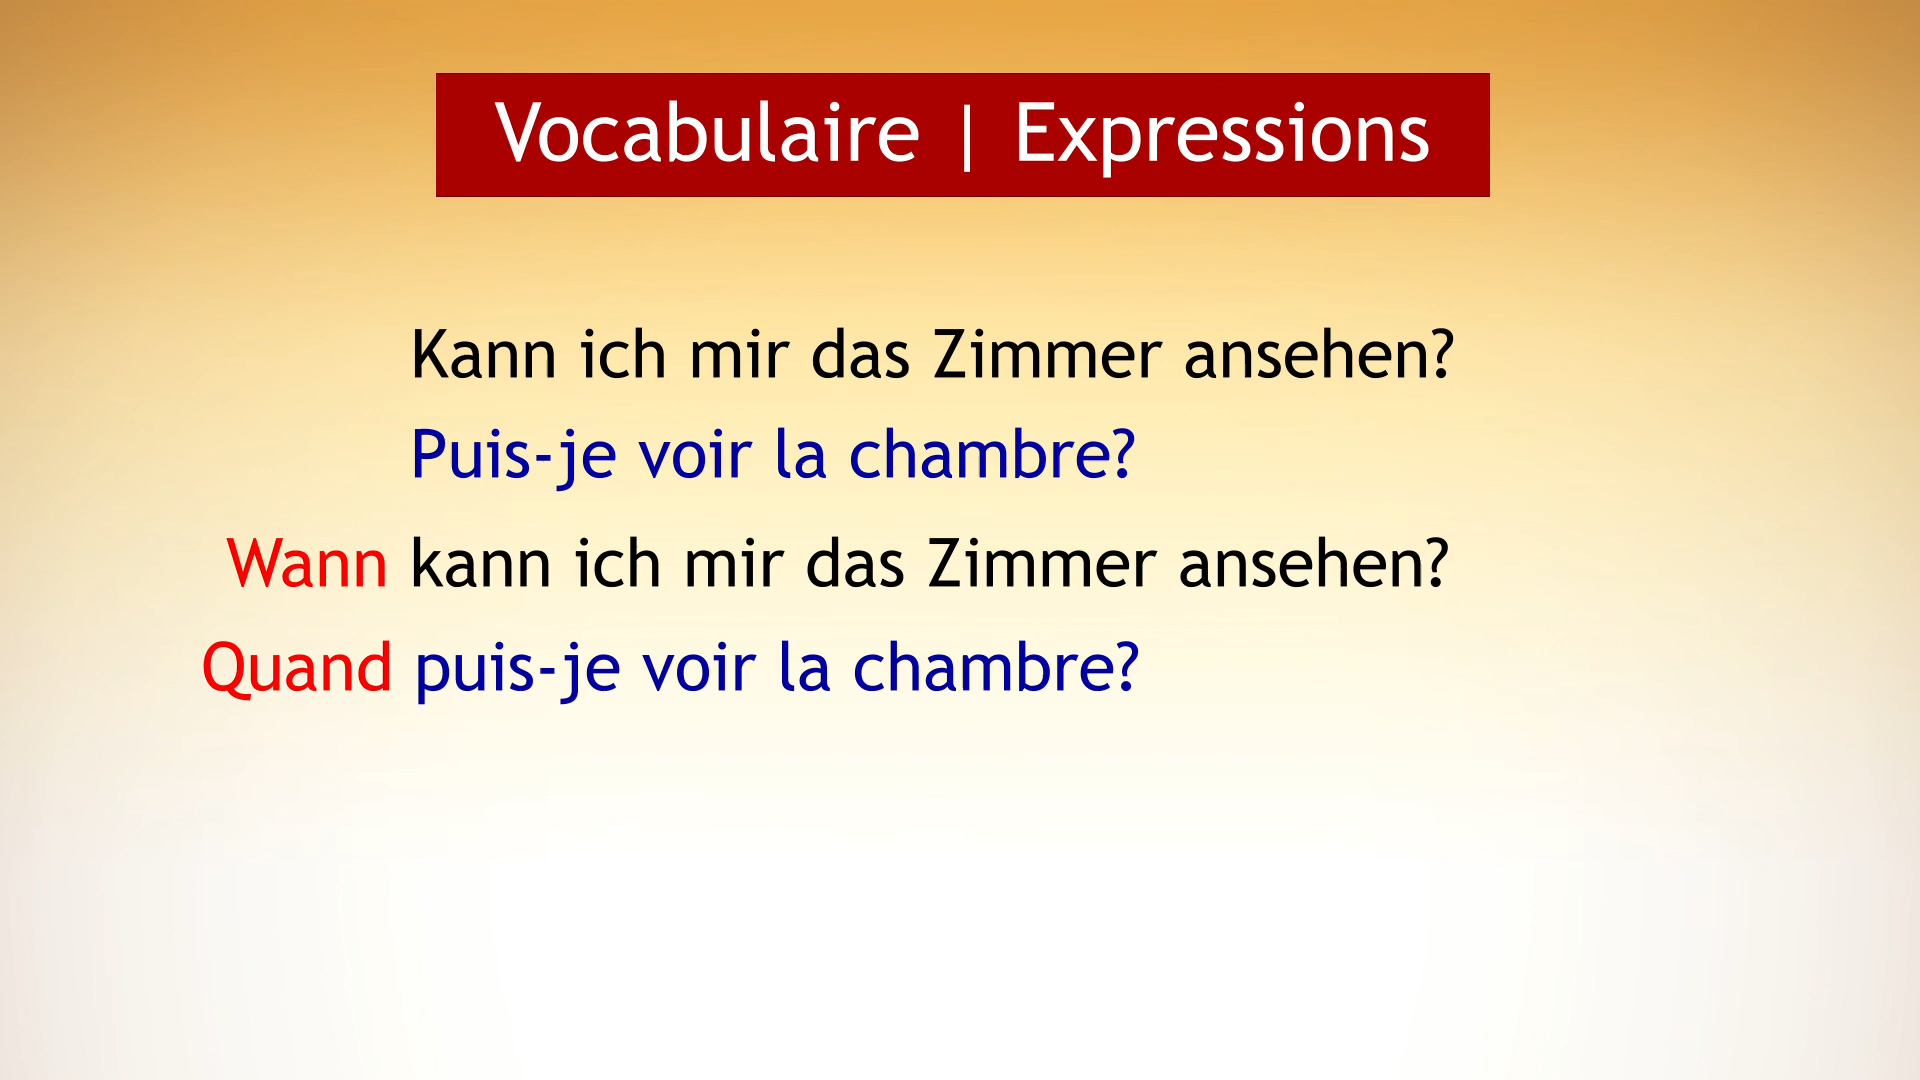 Vocabulaire | Expressions
Kann ich mir das Zimmer ansehen?
Puis-je voir la chambre?
Wann kann ich mir das Zimmer ansehen?
Quand puis-je voir la chambre?